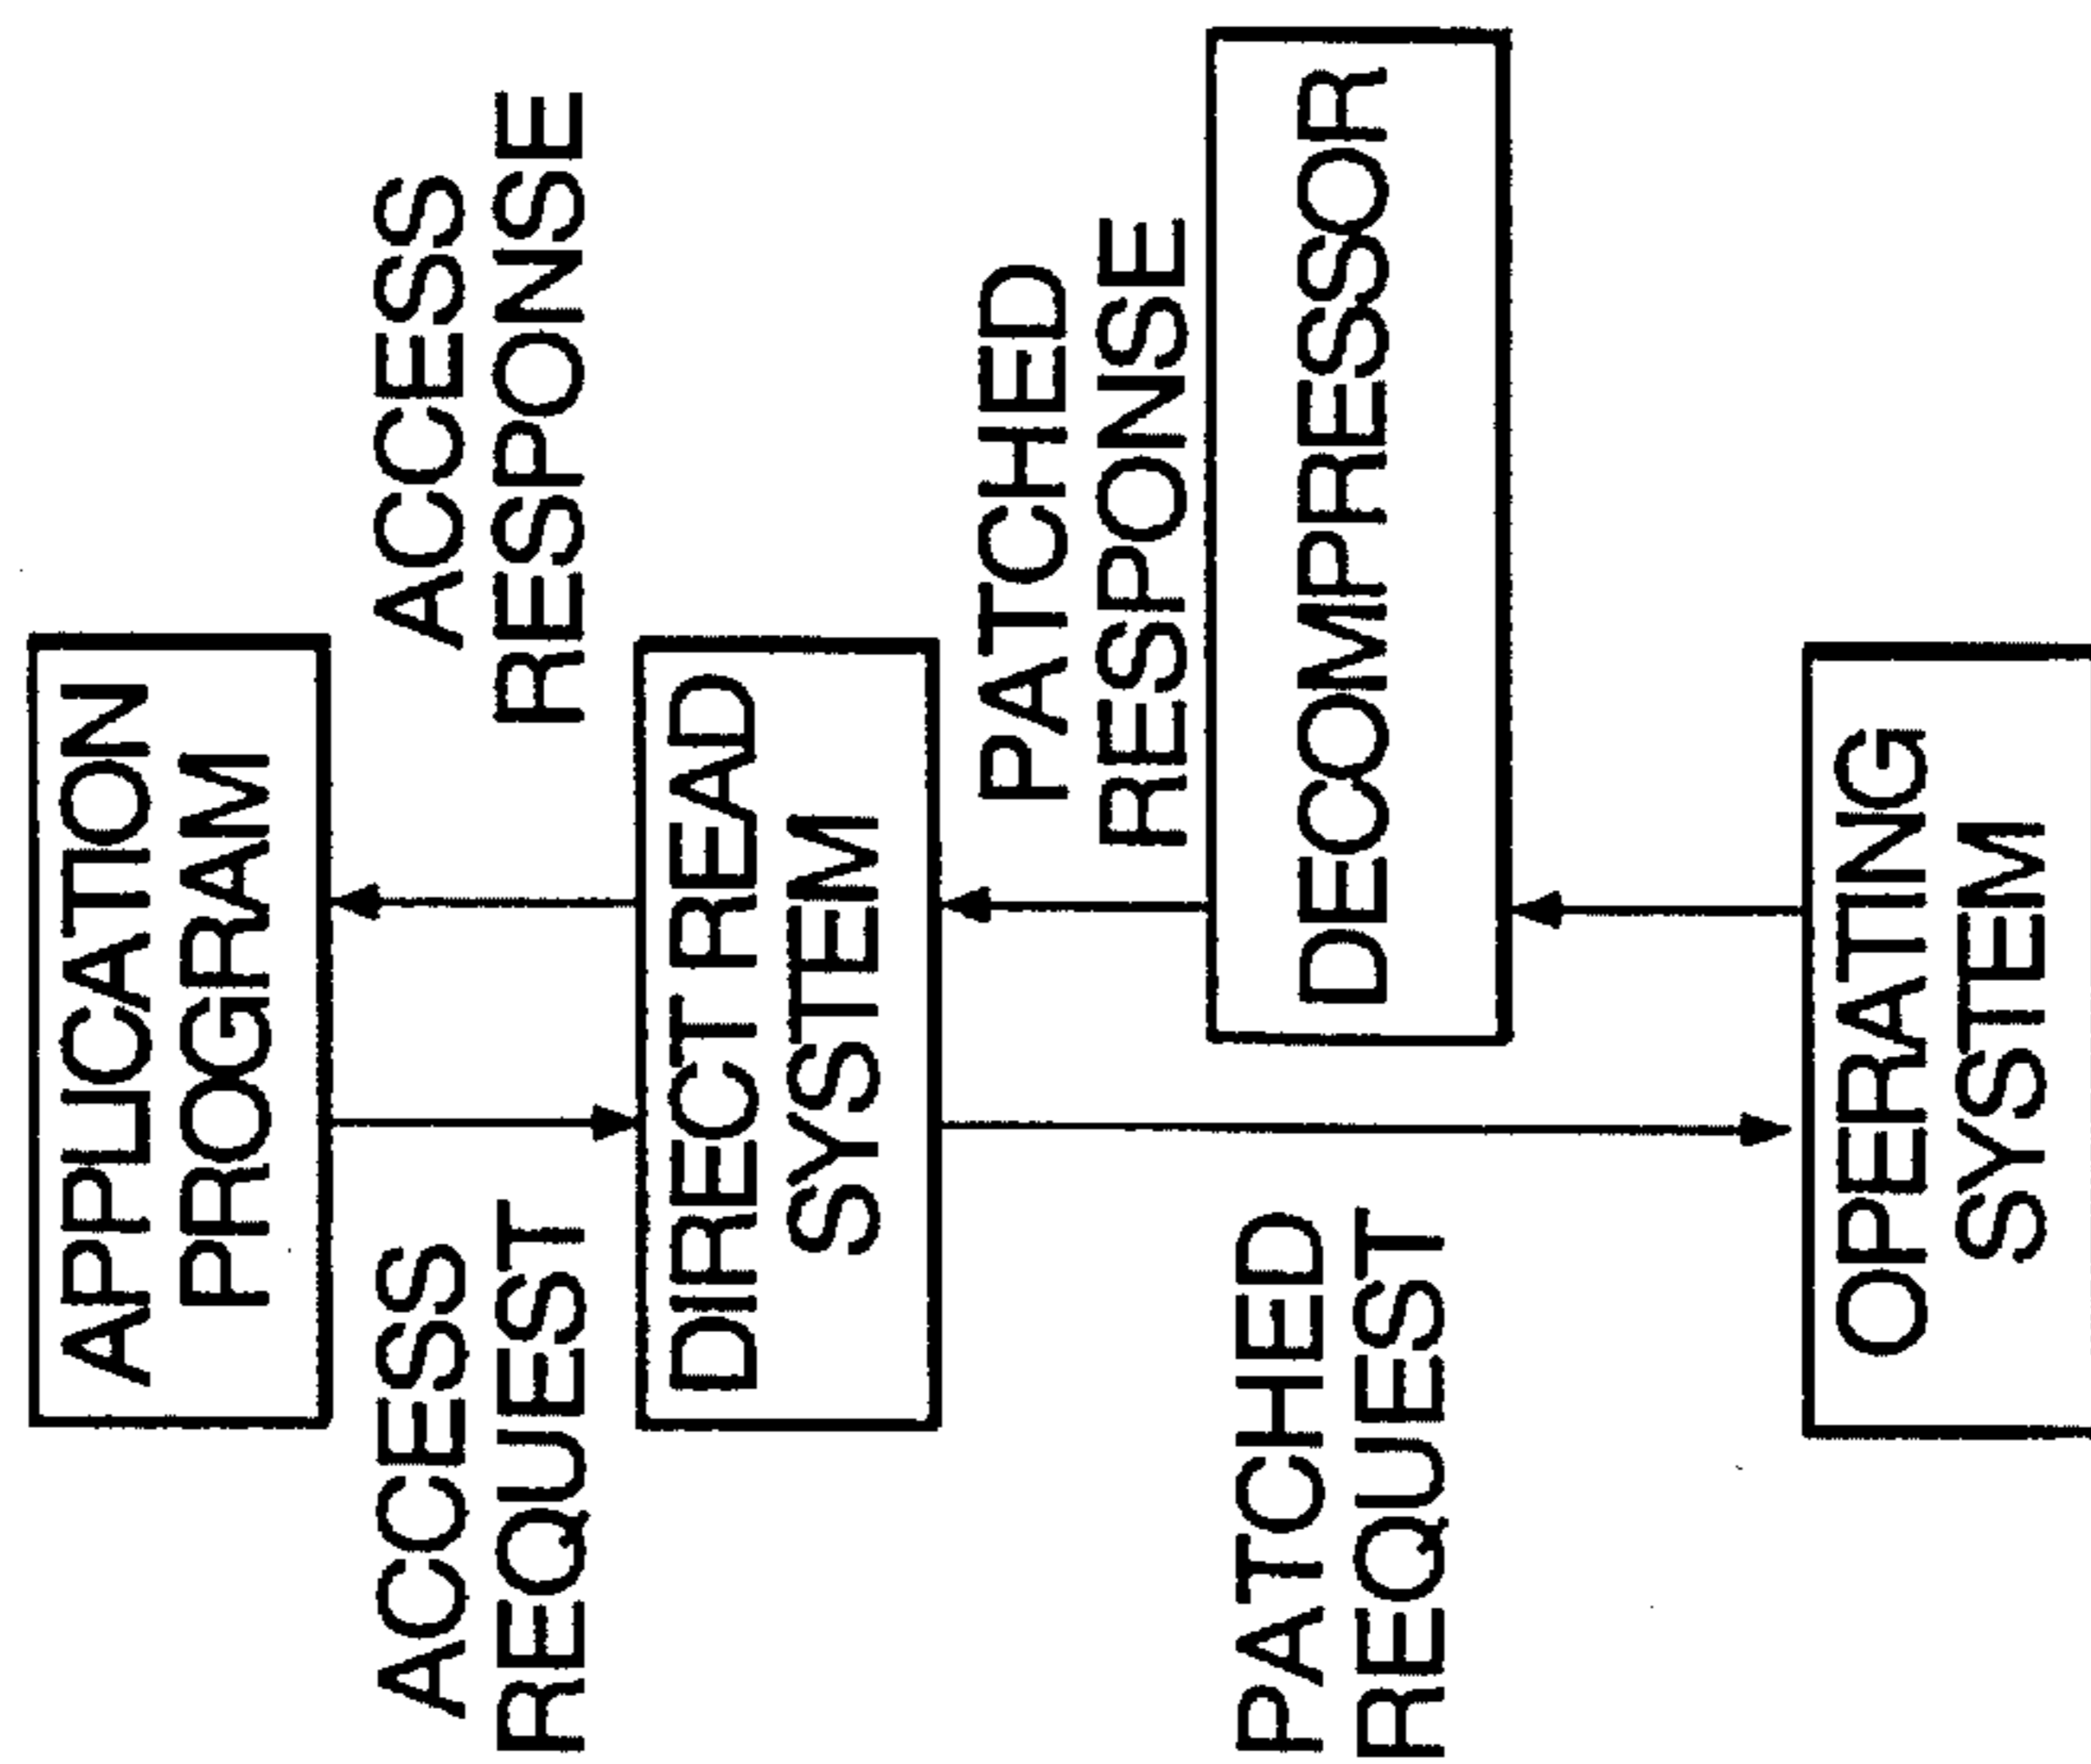 APPLICATION
PROGRAM
ACCESS
REQUEST
ACCESS
RESPONSE
DIRECT READ
SYSTEM
PATCHED
REQUEST
PATCHED
RESPONSE
DECOMPRESSOR
OPERATING
SYSTEM